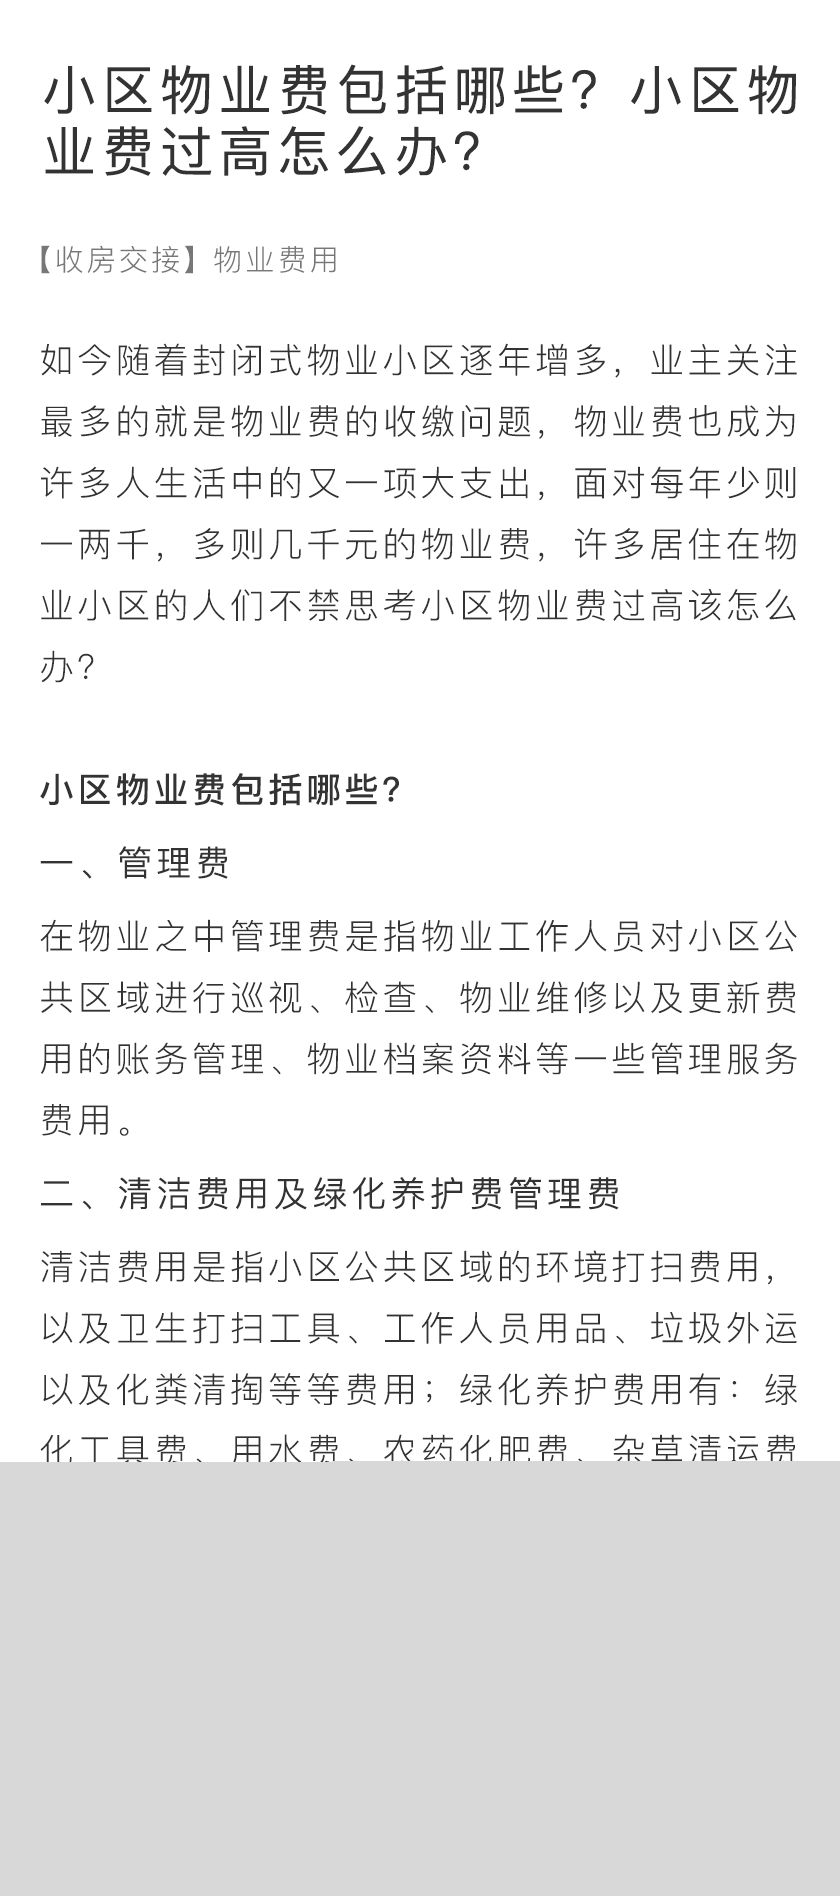 小区物业费包括哪些？小区物
业费过高怎么办？
【收房交接】物业费用
如今随着封闭式物业小区逐年增多，业主关注
最多的就是物业费的收缴问题，物业费也成为
许多人生活中的又一项大支出，面对每年少则
一两千，多则几千元的物业费，许多居住在物
业小区的人们不禁思考小区物业费过高该怎么
办？
小区物业费包括哪些?
一、管理费
在物业之中管理费是指物业工作人员对小区公
共区域进行巡视、检查、物业维修以及更新费
用的账务管理、物业档案资料等一些管理服务
费用。
二、清洁费用及绿化养护费管理费
清洁费用是指小区公共区域的环境打扫费用，
以及卫生打扫工具、工作人员用品、垃圾外运
以及化粪清掏等等费用；绿化养护费用有：绿
化工具费、用水费、农药化肥费、杂草清运费